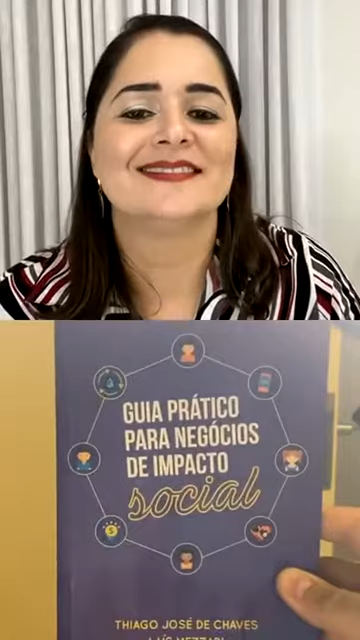 GUIA PRÁTICO
PARA NEGÓCIOS
DE IMPACTO
social
THIAGO JOSÉ DE CHAVES